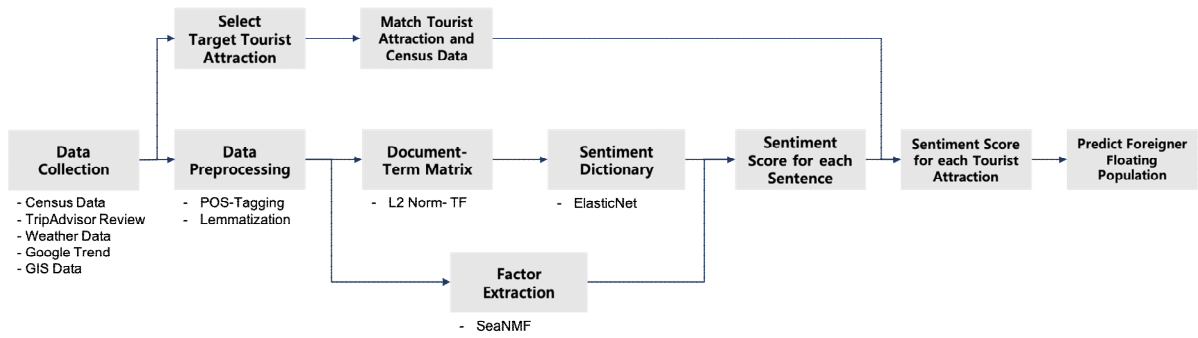 Select
Target Tourist
Attraction
Match Tourist
Attraction and
Census Data
Data
Collection
- Census Data
- TripAdvisor Review
- Weather Data
- Google Trend
- GIS Data
Data
Preprocessing
- POS-Tagging
- Lemmatization
Document-
Term Matrix
- L2 Norm- TF
Sentiment
Dictionary
- ElasticNet
Factor
Extraction
- SeaNMF
Sentiment
Score for each
Sentence
Sentiment Score
for each Tourist
Attraction
Predict Foreigner
Floating
Population